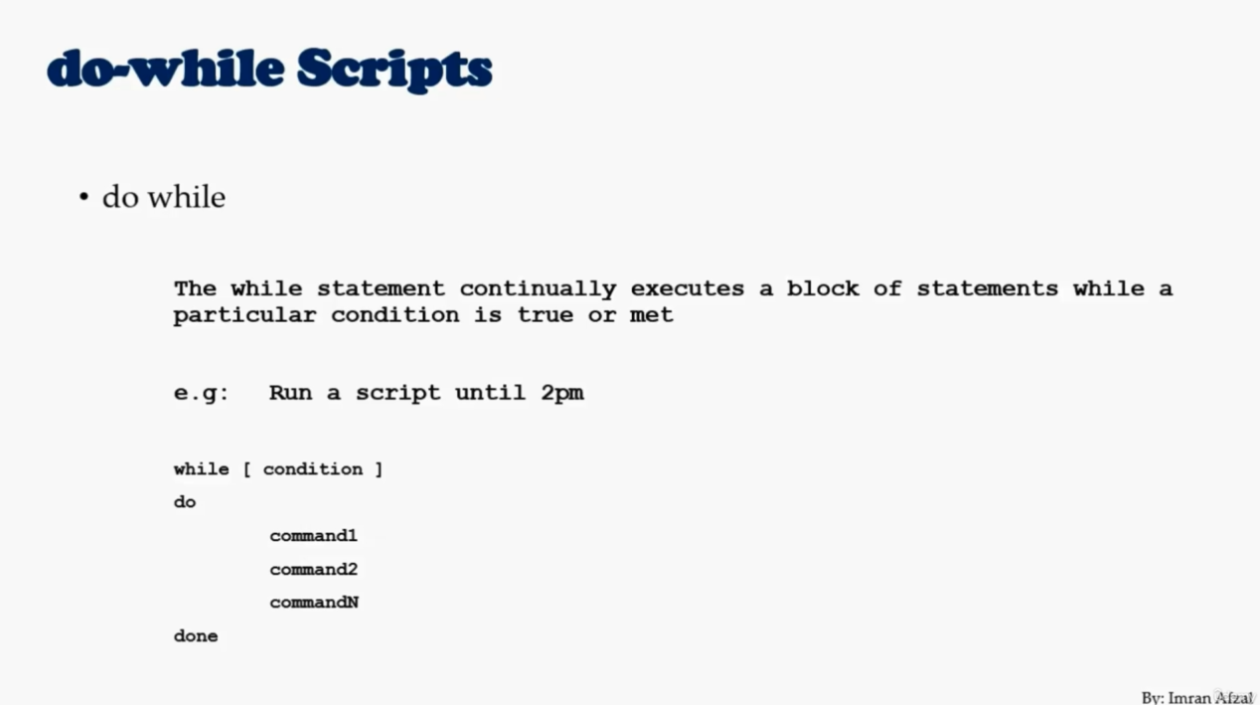 do-while Scripts
• do while
The while statement continually executes a block of statements while a
particular condition is true or met
e.g: Run a script until 2pm
while [ condition ]
do
command1
command2
commandN
done
By: Imran Afzal